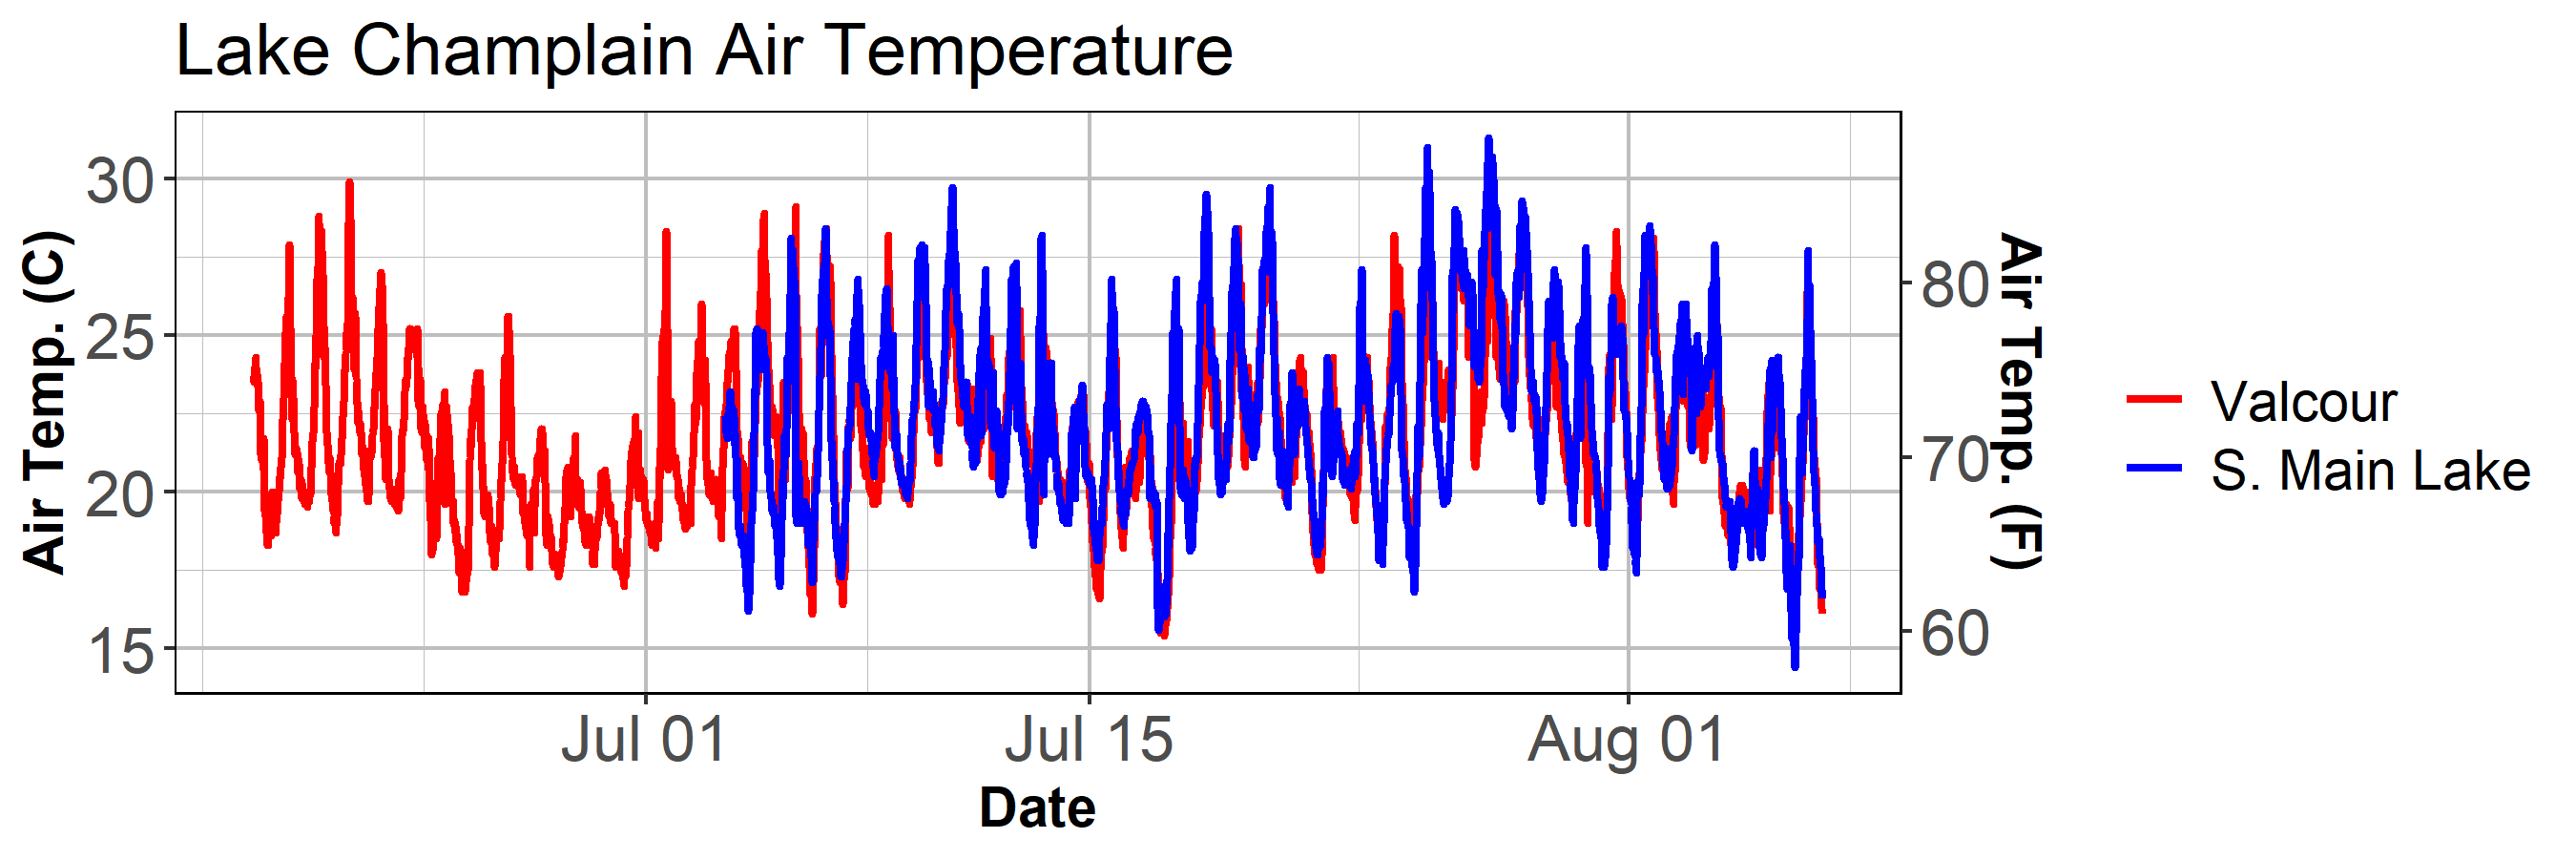 Lake Champlain Air Temperature
Air Temp. (C)
30
25
20
15
80
70
60
Air Temp. (F)
Jul 01
Jul 15
Aug 01
Date
Valcour
S. Main Lake